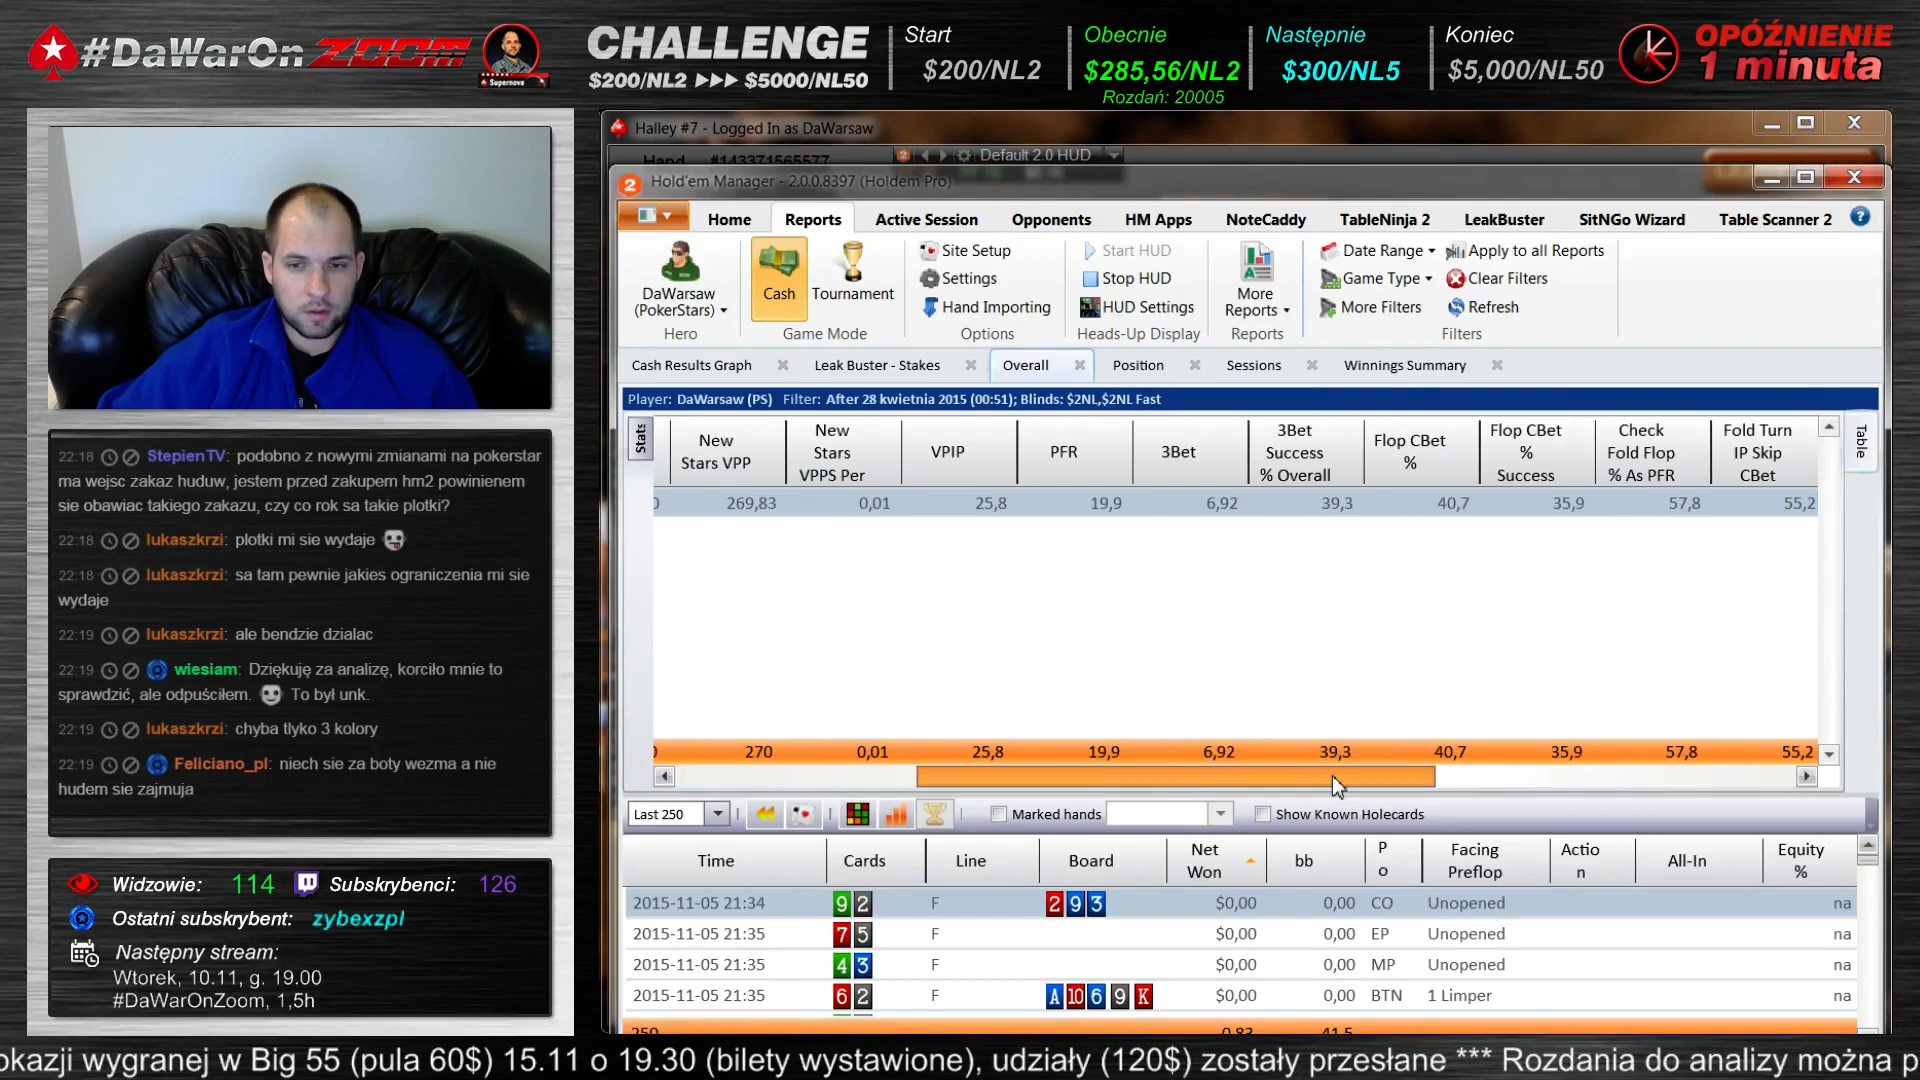 #DaWarOnZOOM
Supernova
CHALLENGE
$200/NL2 ►►► $5000/NL50
Start
$200/NL2
Obecnie
$285,56/NL2
Rozdań: 20005
Następnie
$300/NL5
Koniec
$5,000/NL50
OPÓŹNIENIE
1 minuta
Halley #7 - Logged In as DaWarsaw
Hand #143371565577
Default 2.0 HUD
Hold'em Manager - 2.0.0.8397 (Holdem Pro)
Home Reports Active Session Opponents HM Apps NoteCaddy TableNinja 2 LeakBuster SitNGo Wizard Table Scanner 2
DaWarsaw
(PokerStars)
Hero
Cash
Tournament
Game Mode
Site Setup
Settings
Hand Importing
Options
Start HUD
Stop HUD
HUD Settings
Heads-Up Display
More
Reports
Reports
Date Range
Game Type
More Filters
Apply to all Reports
Clear Filters
Refresh
Filters
Cash Results Graph Leak Buster - Stakes Overall Position Sessions Winnings Summary
Player: DaWarsaw (PS) Filter: After 28 kwietnia 2015 (00:51); Blinds: $2NL,$2NL Fast
Stats
Table
New
Stars VPP
New
Stars
VPPS Per
VPIP
PFR
3Bet
3Bet
Success
% Overall
Flop CBet
%
Flop CBet
%
Success
Check
Fold Flop
% As PFR
Fold Turn
IP Skip
CBet
269,83 0,01 25,8 19,9 6,92 39,3 40,7 35,9 57,8 55,2
270 0,01 25,8 19,9 6,92 39,3 40,7 35,9 57,8 55,2
Last 250 Marked hands Show Known Holecards
Time
Cards
Line
Board
Net
Won
bb
P
o
Facing
Preflop
Actio
n
All-In
Equity
%
2015-11-05 21:34 9 2 F 2 9 3 $0,00 0,00 CO Unopened na
2015-11-05 21:35 7 5 F $0,00 0,00 EP Unopened na
2015-11-05 21:35 4 3 F $0,00 0,00 MP Unopened na
2015-11-05 21:35 6 2 F A 10 6 9 K $0,00 0,00 BTN 1 Limper na
250 0,83 41,5
22:18 StepienTV: podobno z nowymi zmianami na pokerstar
ma wejsc zakaz huduw, jestem przed zakupem hm2 powinienem
sie obawiac takiego zakazu, czy co rok sa takie plotki?
22:18 lukaszkrzi: plotki mi sie wydaje
22:18 lukaszkrzi: sa tam pewnie jakies ograniczenia mi sie
wydaje
22:19 lukaszkrzi: ale bendzie dzialac
22:19 wiesiam: Dziękuję za analizę, korciło mnie to
sprawdzić, ale odpuściłem. To był unk.
22:19 lukaszkrzi: chyba tlyko 3 kolory
22:19 Feliciano_pl: niech sie za boty wezma a nie
hudem sie zajmuja
Widzowie: 114 Subskrybenci: 126
Ostatni subskrybent: zybexzpl
Następny stream:
Wtorek, 10.11, g. 19.00
#DaWarOnZoom, 1,5h
okazji wygranej w Big 55 (pula 60$) 15.11 o 19.30 (bilety wystawione), udziały (120$) zostały przesłane *** Rozdania do analizy można p